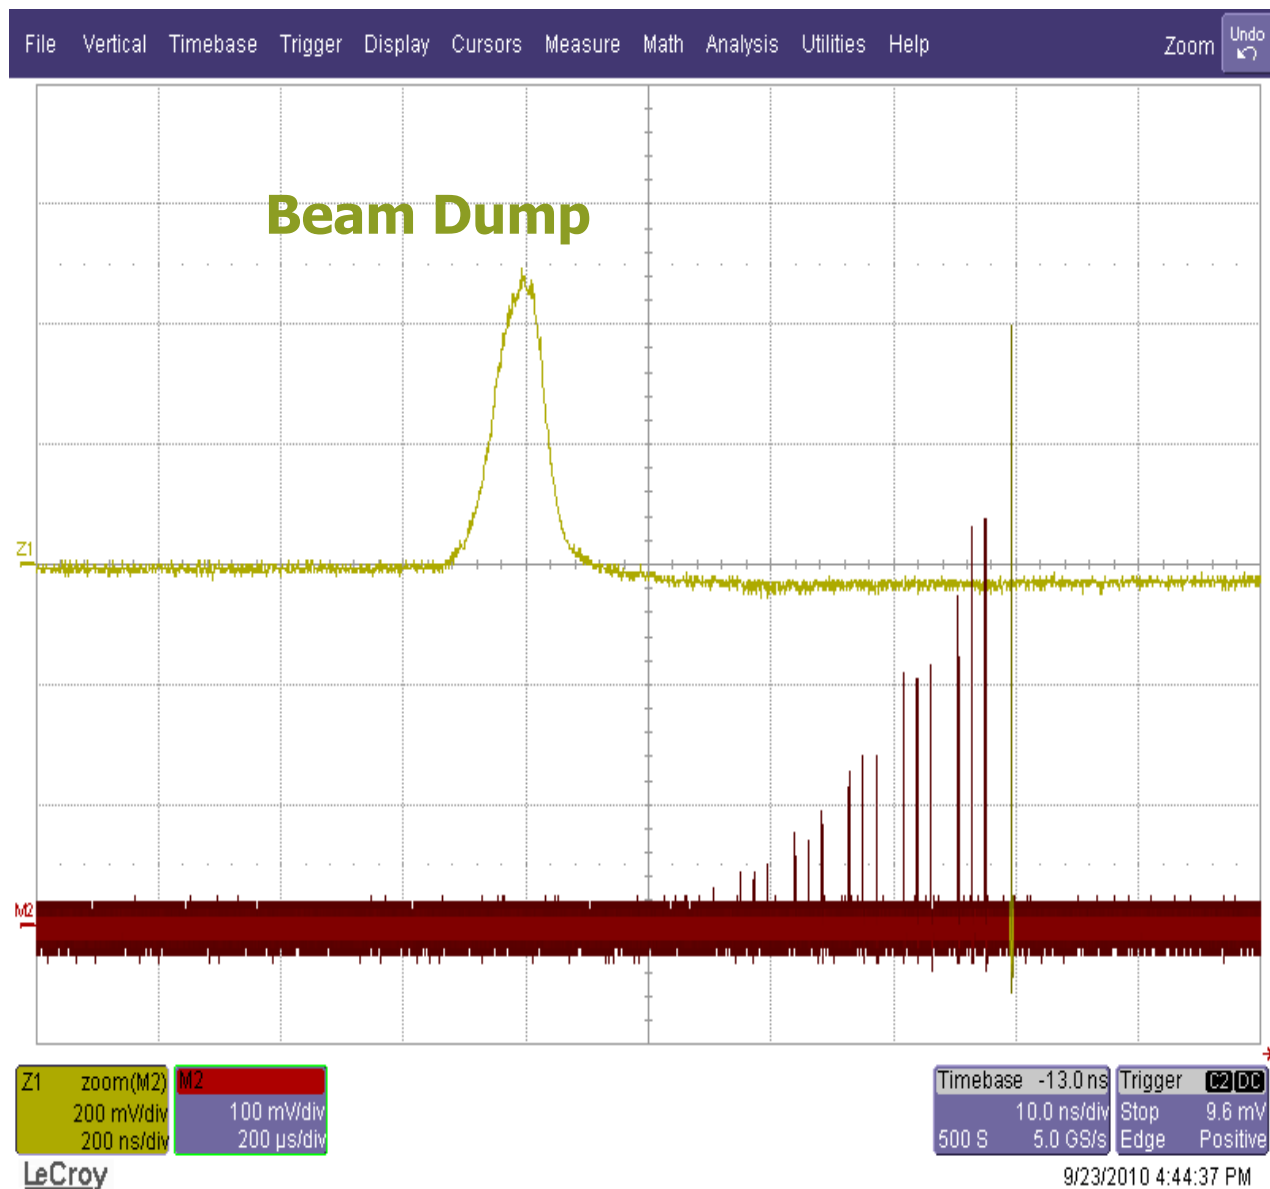 File Vertical Timebase Trigger Display Cursors Measure Math Analysis Utilities Help Zoom Undo
Beam Dump
Z1
M2
Z1 zoom(M2)
200 mV/div
200 ns/div
M2
100 mV/div
200 µs/div
Timebase -13.0 ns
10.0 ns/div
500 S 5.0 GS/s
Trigger C2 DC
Stop 9.6 mV
Edge Positive
LeCroy
9/23/2010 4:44:37 PM